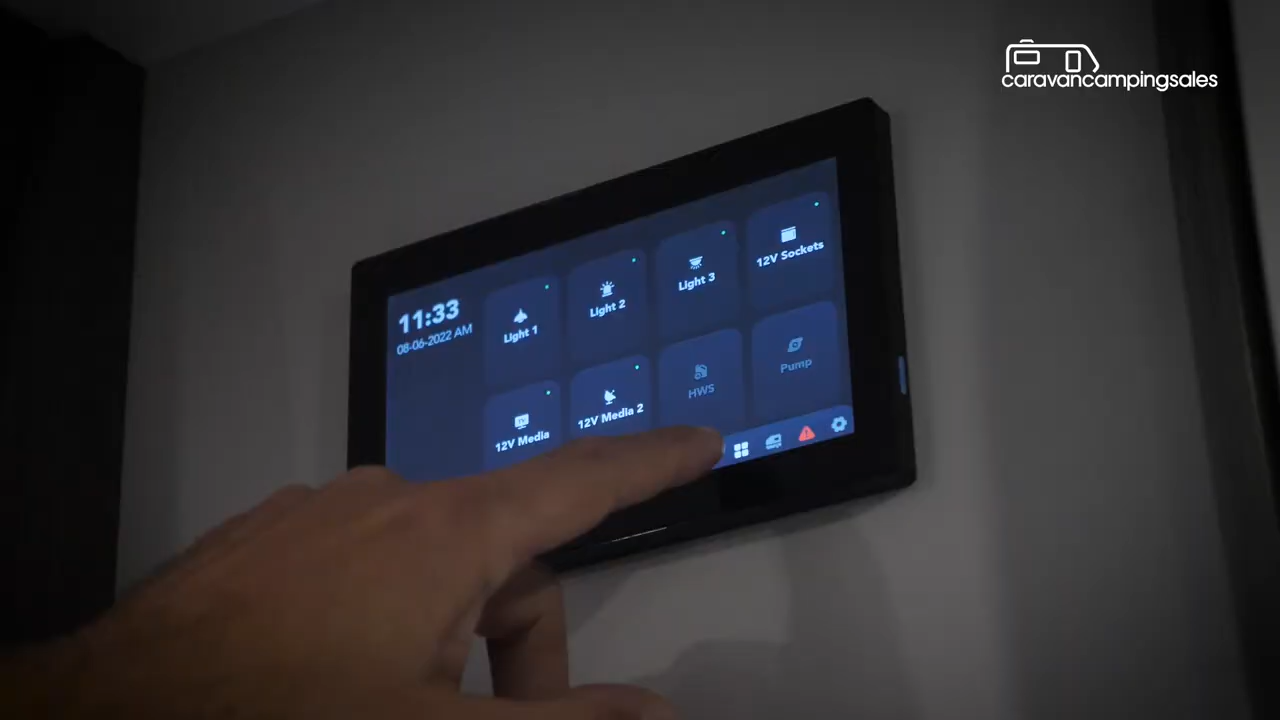 caravancampingsales
11:33
08-06-2022 AM
Light 1
Light 2
Light 3
12V Sockets
12V Media
12V Media 2
HWS
Pump